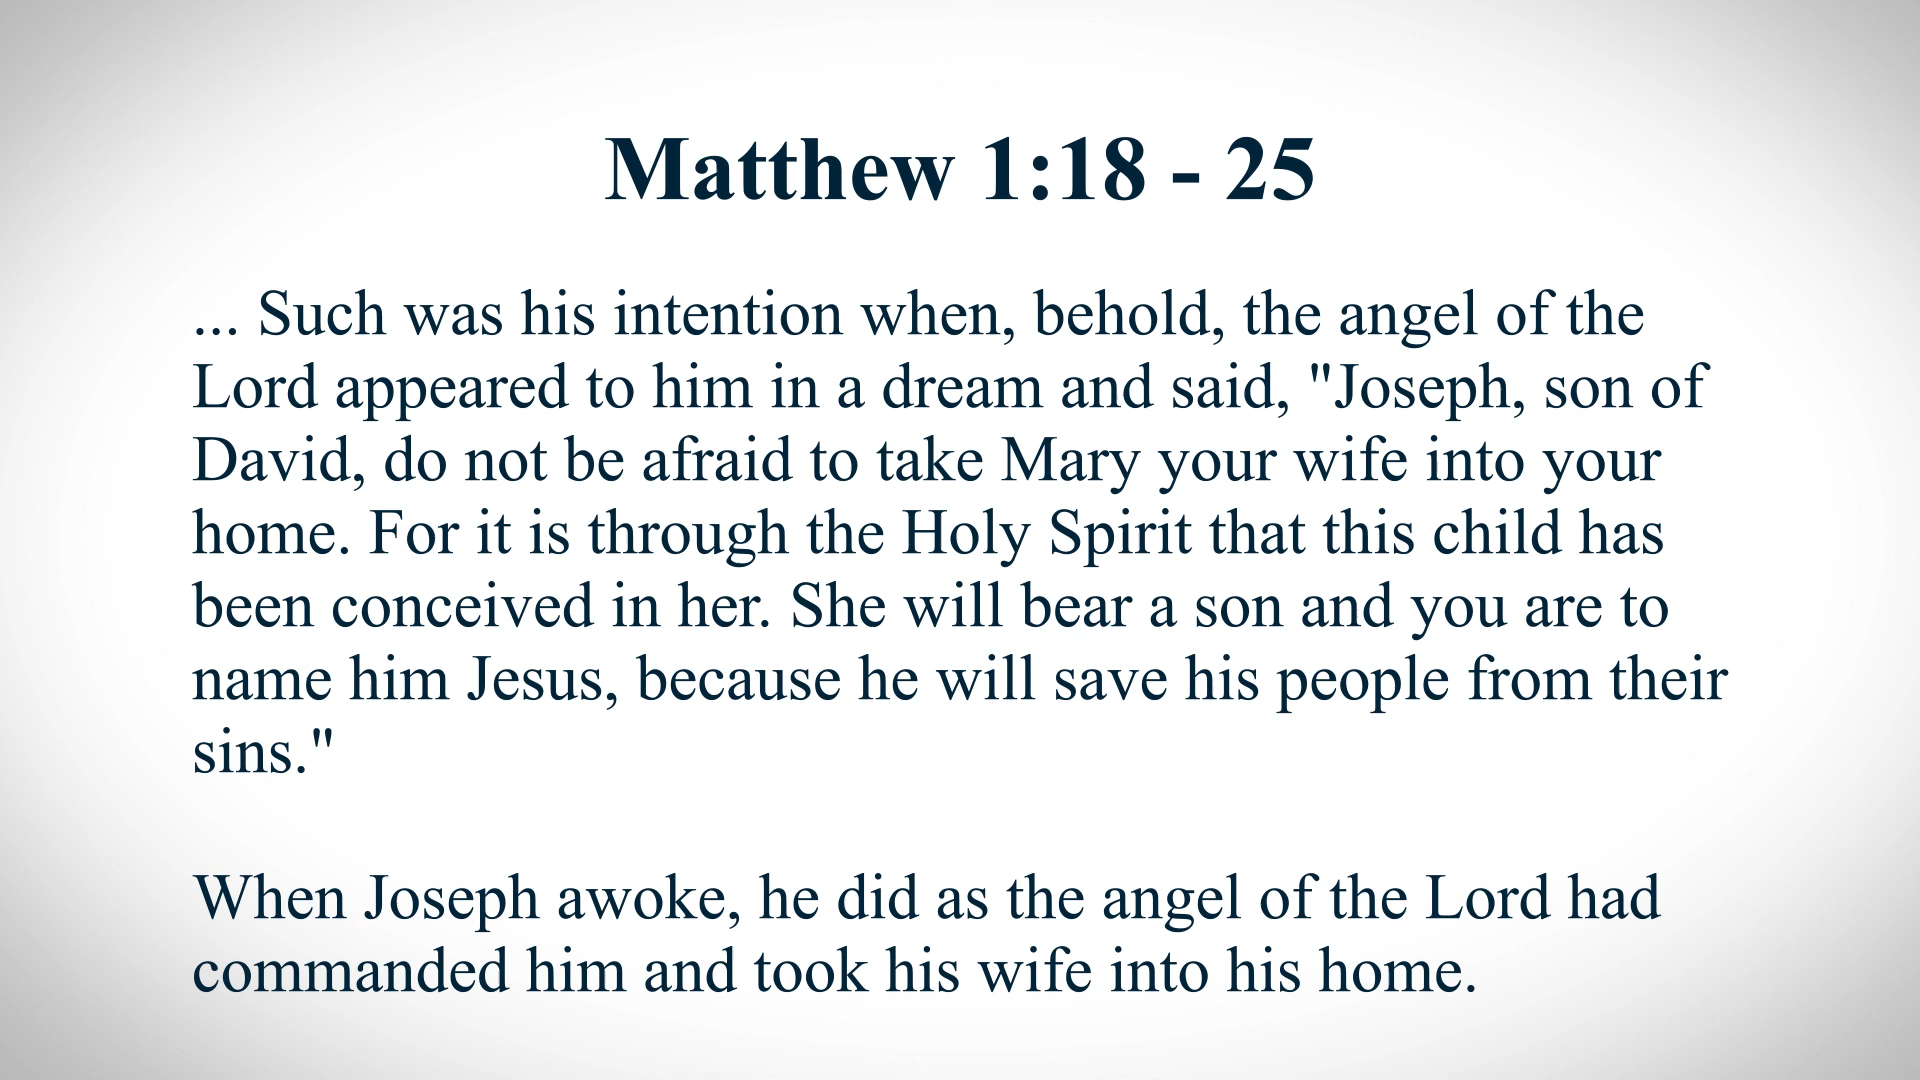 Matthew 1:18 - 25
... Such was his intention when, behold, the angel of the
Lord appeared to him in a dream and said, "Joseph, son of
David, do not be afraid to take Mary your wife into your
home. For it is through the Holy Spirit that this child has
been conceived in her. She will bear a son and you are to
name him Jesus, because he will save his people from their
sins."
When Joseph awoke, he did as the angel of the Lord had
commanded him and took his wife into his home.